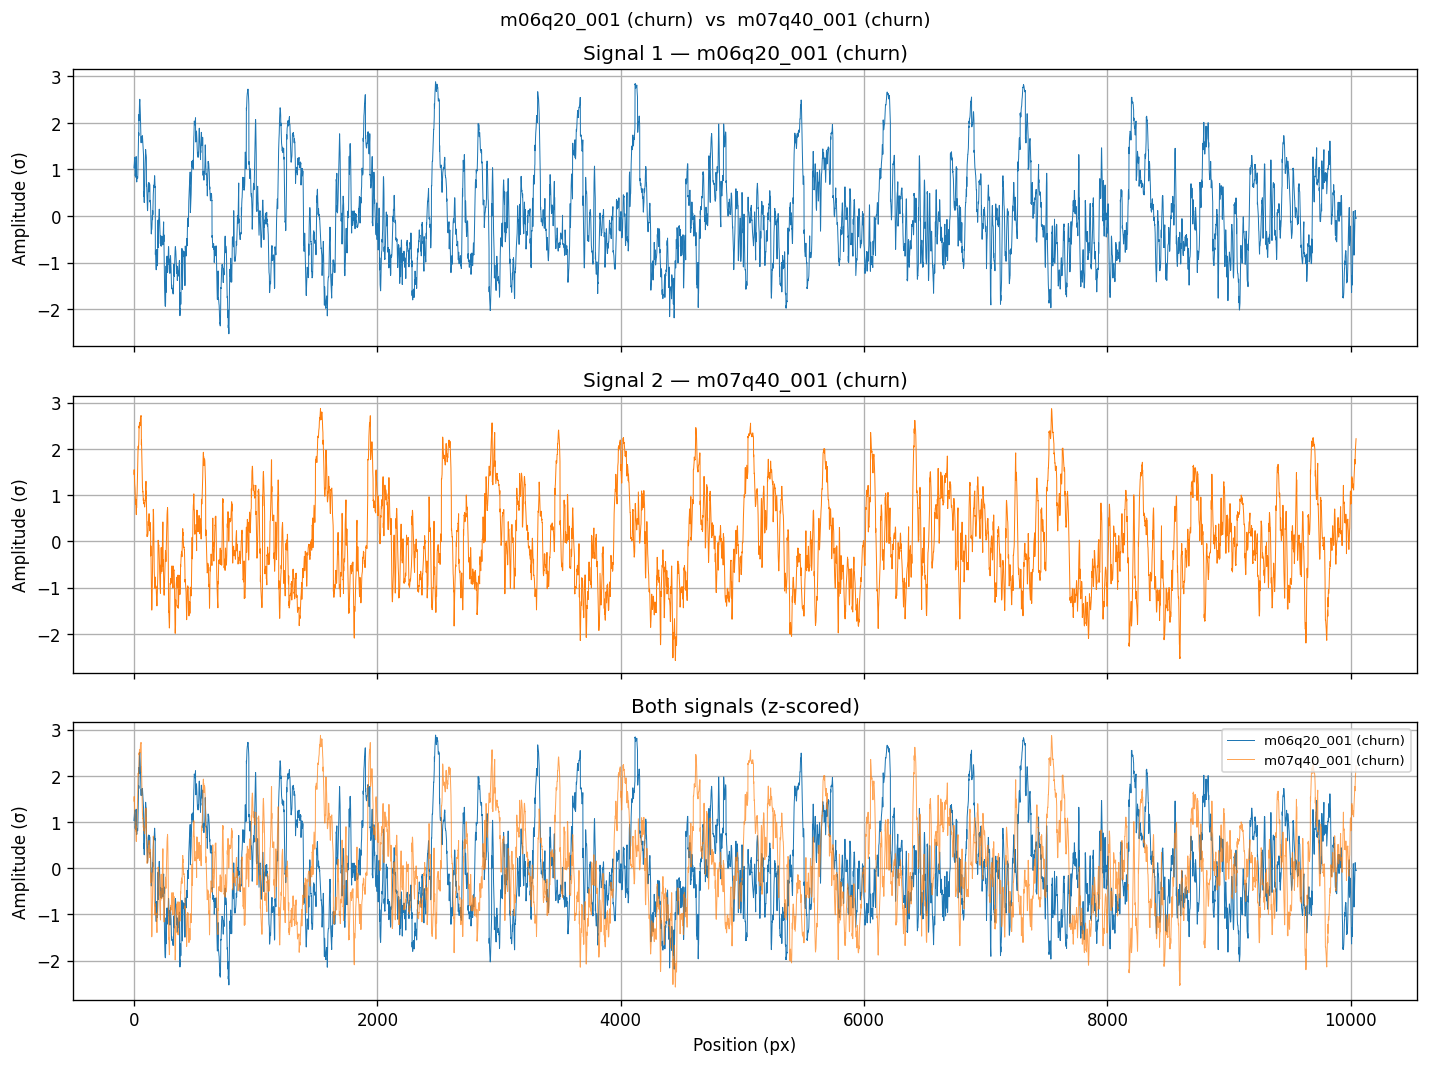 m06q20_001 (churn)  vs  m07q40_001 (churn)
Signal 1 — m06q20_001 (churn)
3
2
1
0
−1
−2
Amplitude (σ)
Signal 2 — m07q40_001 (churn)
3
2
1
0
−1
−2
Amplitude (σ)
Both signals (z-scored)
3
2
1
0
−1
−2
Amplitude (σ)
m06q20_001 (churn)
m07q40_001 (churn)
0 2000 4000 6000 8000 10000
Position (px)